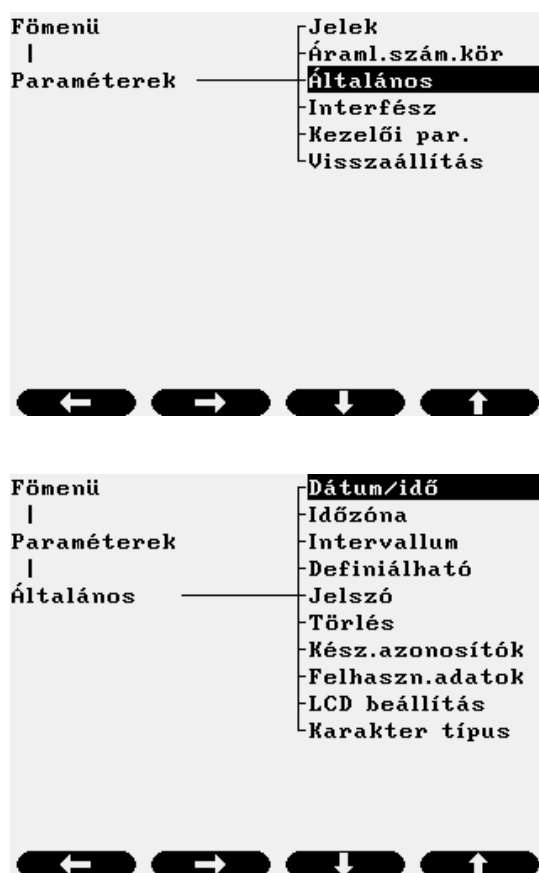 Fömenü
Paraméterek
Jelek
Áraml.szám.kör
Általános
Interfész
Kezelői par.
Visszaállítás
Fömenü
Paraméterek
Általános
Dátum/idő
Időzóna
Intervallum
Definiálható
Jelszó
Törlés
Kész.azonosítók
Felhaszn.adatok
LCD beállítás
Karakter típus